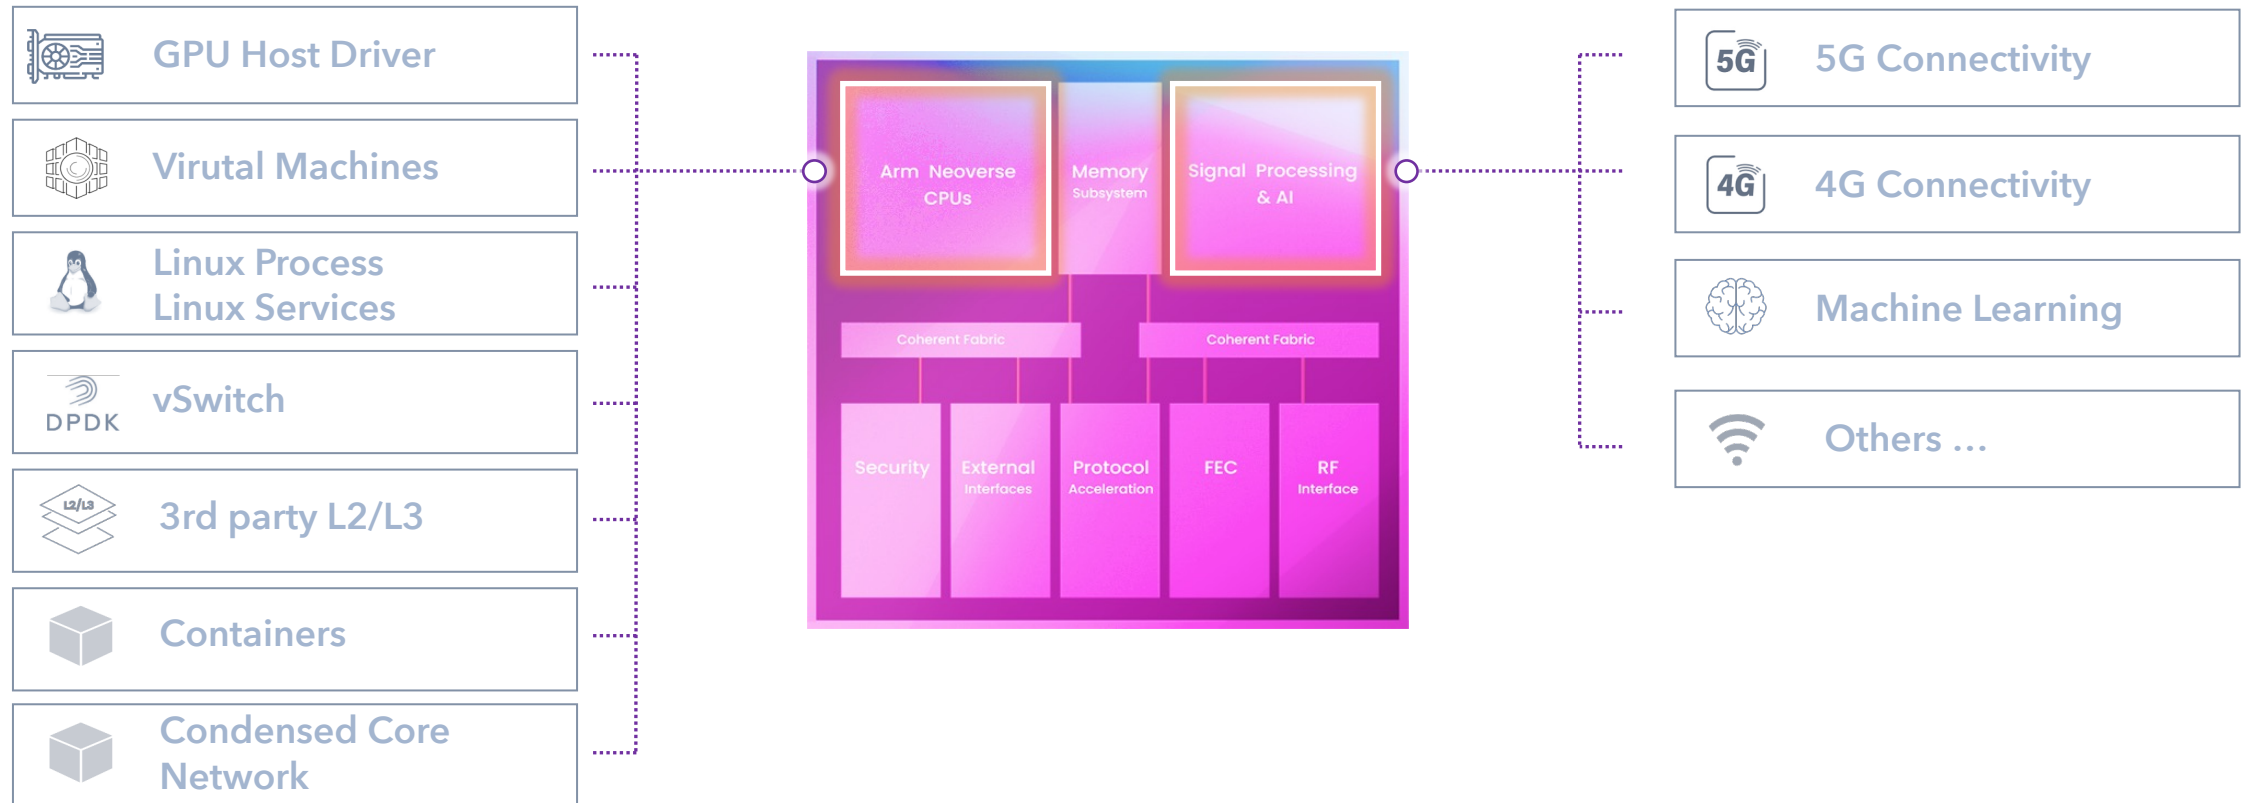 GPU Host Driver
Virutal Machines
Linux Process
Linux Services
DPDK
vSwitch
L2/L3
3rd party L2/L3
Containers
Condensed Core
Network
Arm Neoverse
CPUs
Memory
Subsystem
Signal Processing
& AI
Coherent Fabric
Coherent Fabric
Security
External
Interfaces
Protocol
Acceleration
FEC
RF
Interface
5G
5G Connectivity
4G
4G Connectivity
Machine Learning
Others ...